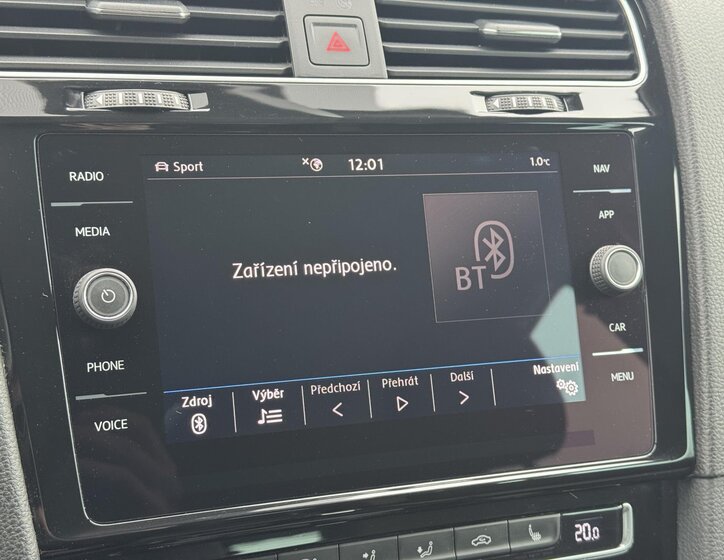 Sport 12:01 1.0°c
RADIO
NAV
MEDIA
APP
Zařízení nepřipojeno.
BT
PHONE
CAR
VOICE
MENU
Zdroj Výběr Předchozí Přehrát Další Nastavení
20.0